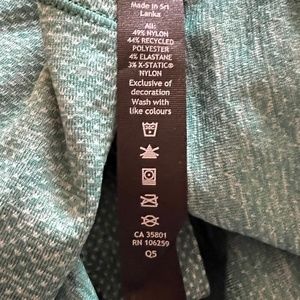 Made in Sri
Lanka
All:
49% NYLON
44% RECYCLED
POLYESTER
4% ELASTANE
3% X-STATIC®
NYLON
Exclusive of
decoration
Wash with
like colours
CA 35801
RN 106259
Q5